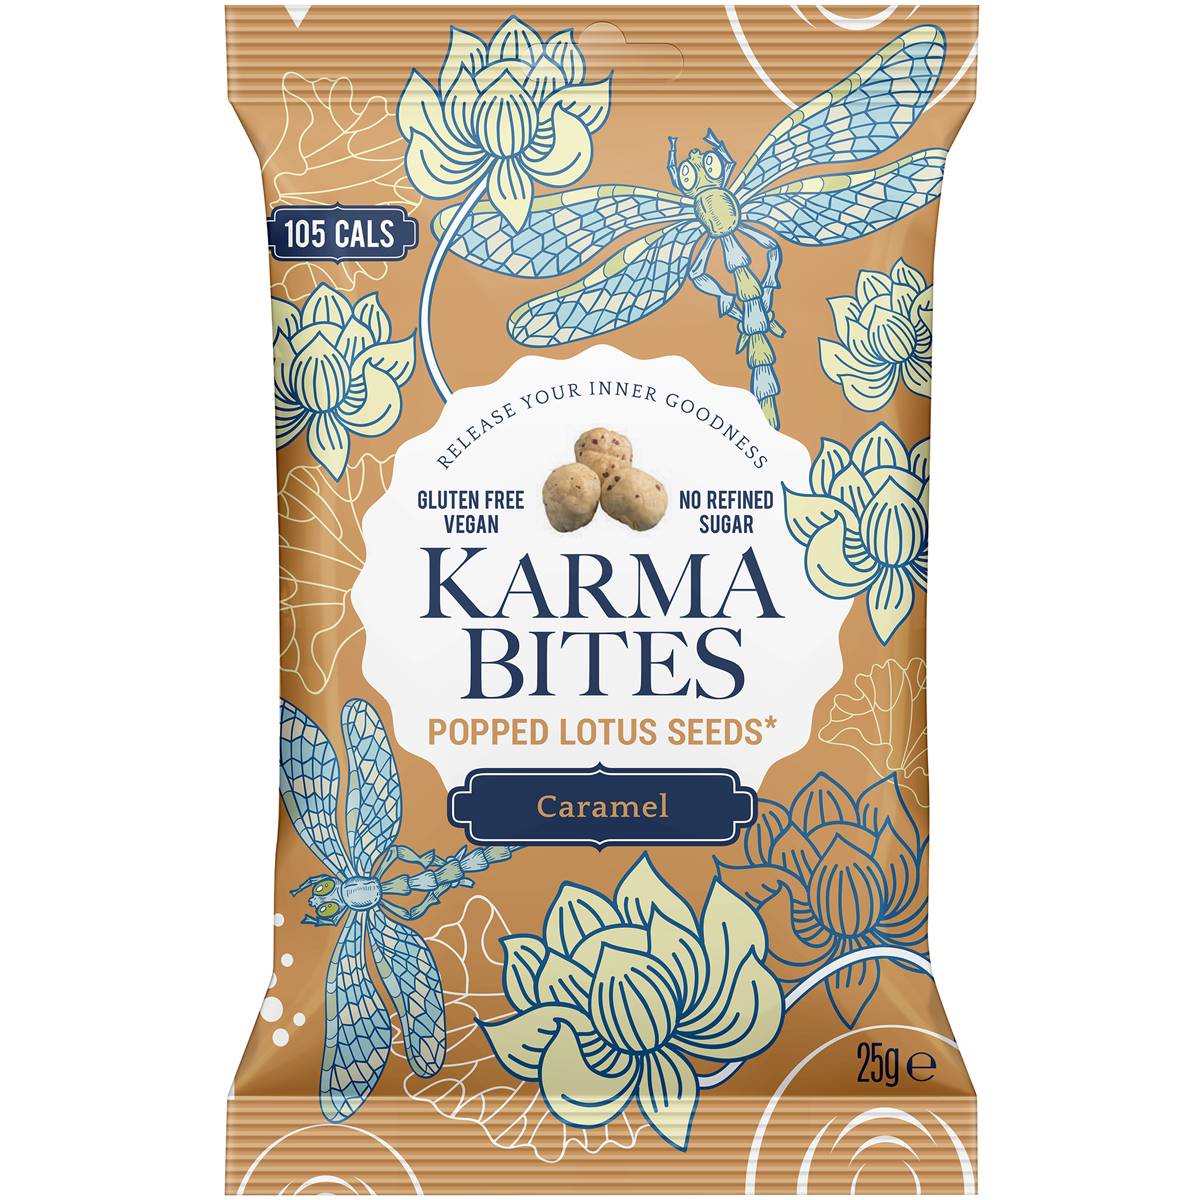 105 CALS
RELEASE YOUR INNER GOODNESS
GLUTEN FREE
VEGAN
NO REFINED
SUGAR
KARMA
BITES
POPPED LOTUS SEEDS*
Caramel
25g ℮